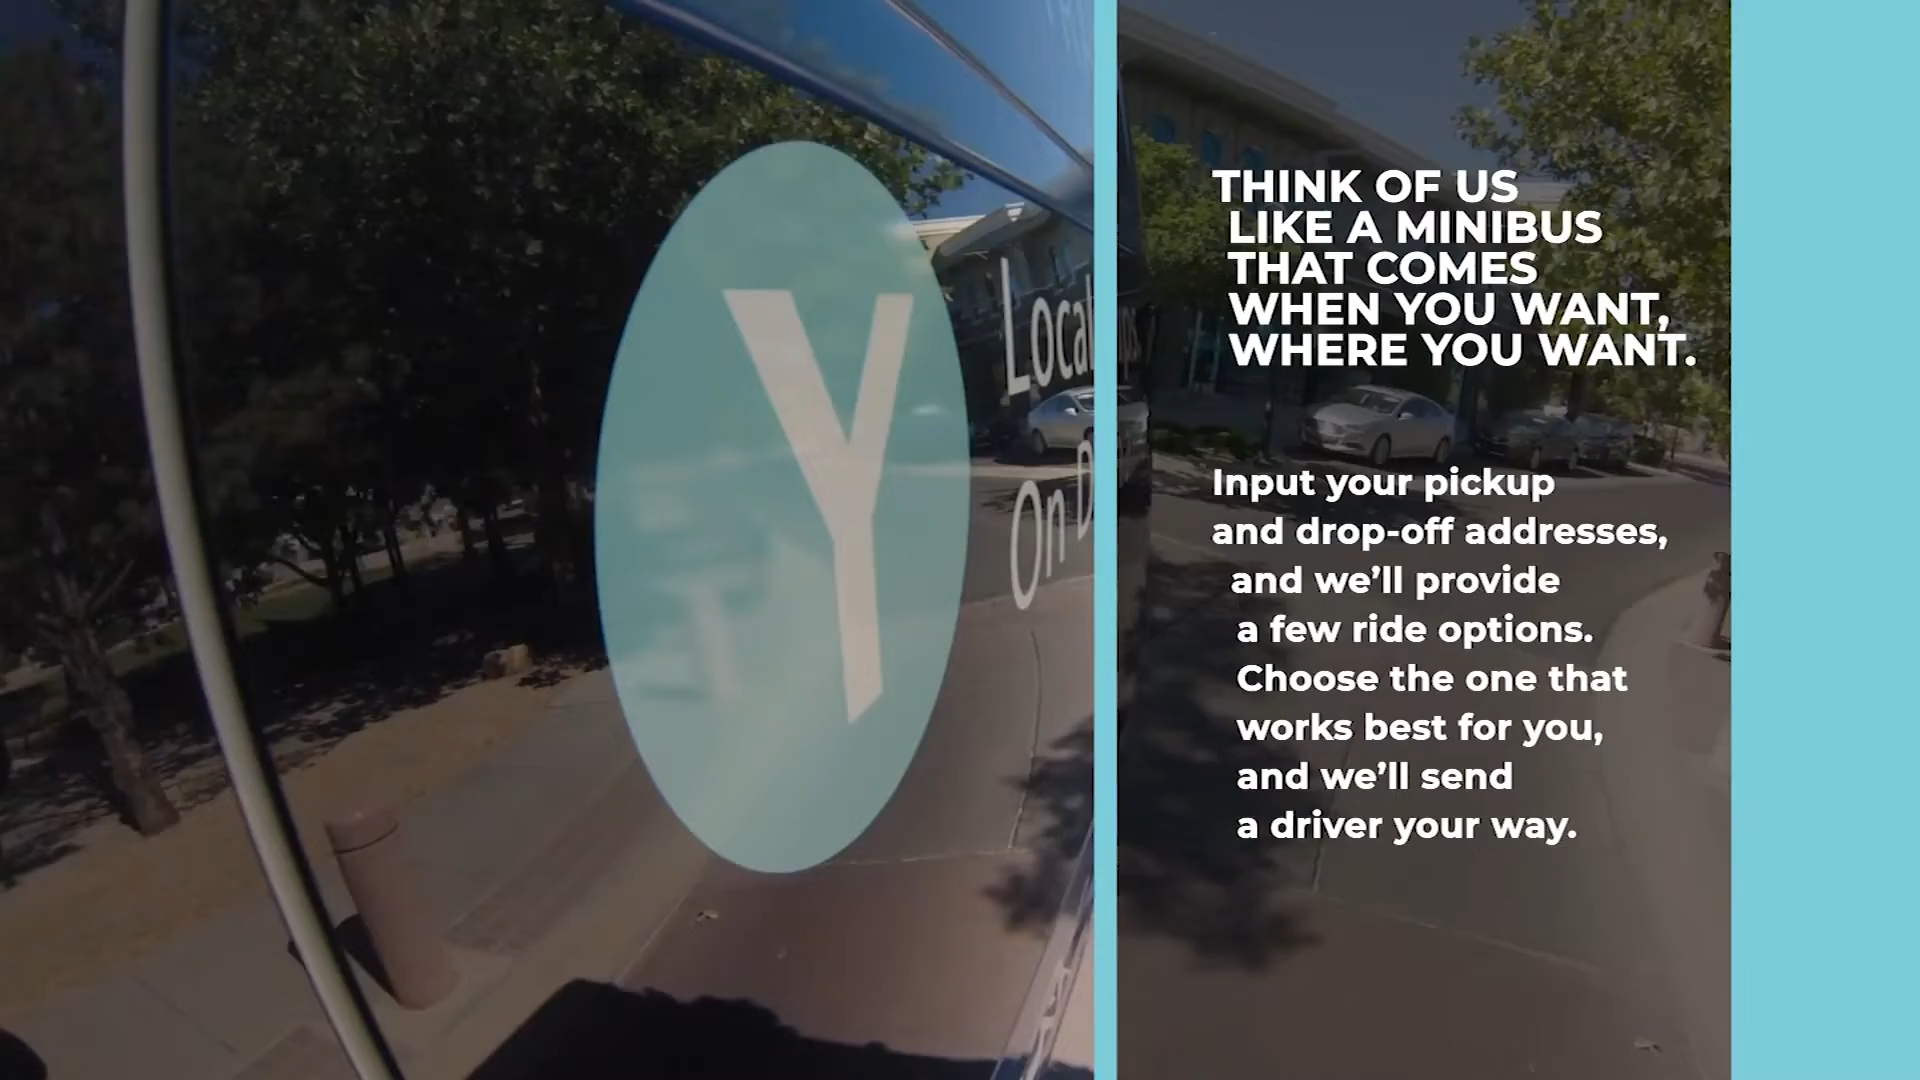 Y
Local
On
THINK OF US
LIKE A MINIBUS
THAT COMES
WHEN YOU WANT,
WHERE YOU WANT.
Input your pickup
and drop-off addresses,
and we’ll provide
a few ride options.
Choose the one that
works best for you,
and we’ll send
a driver your way.